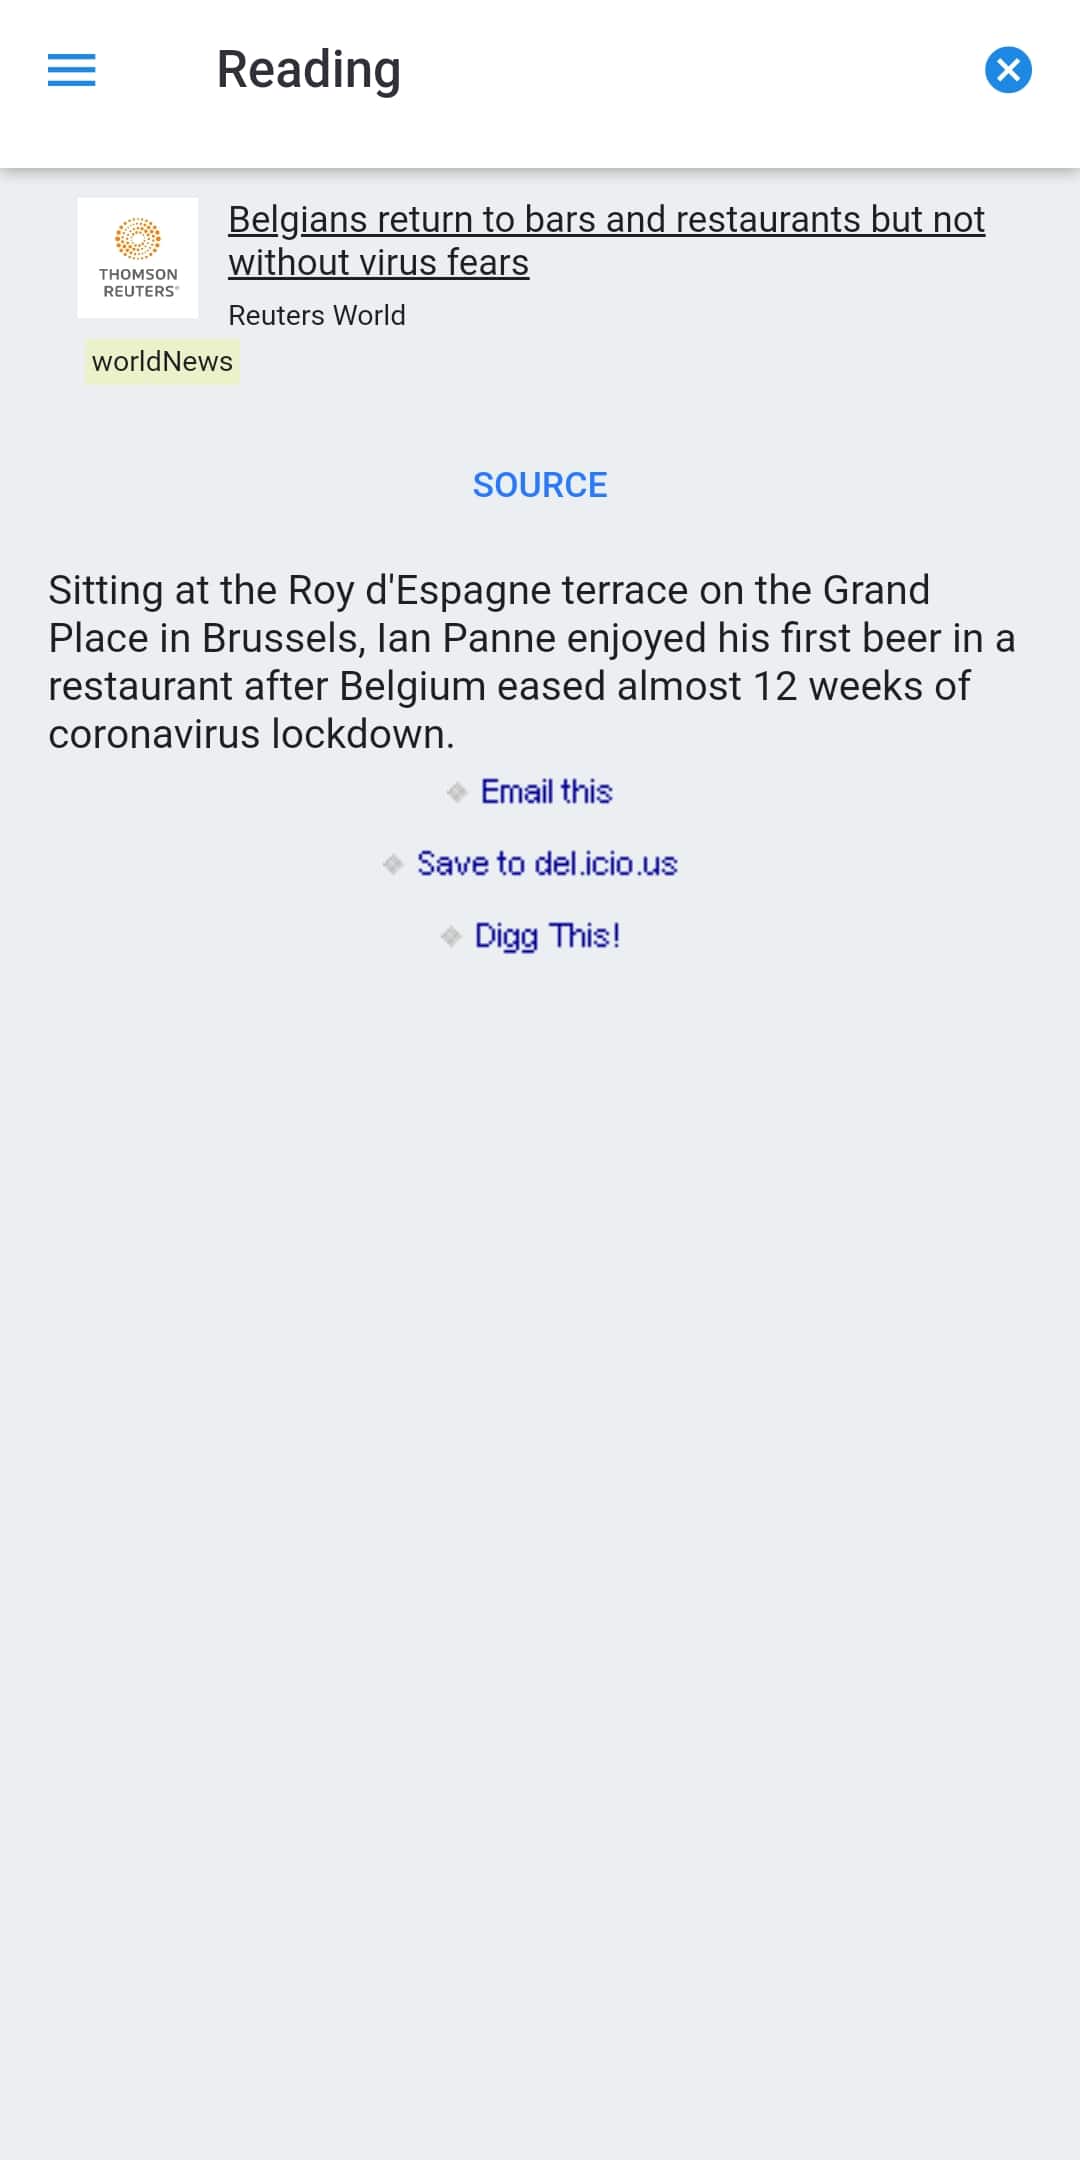 Reading
THOMSON
REUTERS®
Belgians return to bars and restaurants but not
without virus fears
Reuters World
worldNews
SOURCE
Sitting at the Roy d'Espagne terrace on the Grand
Place in Brussels, Ian Panne enjoyed his first beer in a
restaurant after Belgium eased almost 12 weeks of
coronavirus lockdown.
Email this
Save to del.icio.us
Digg This!